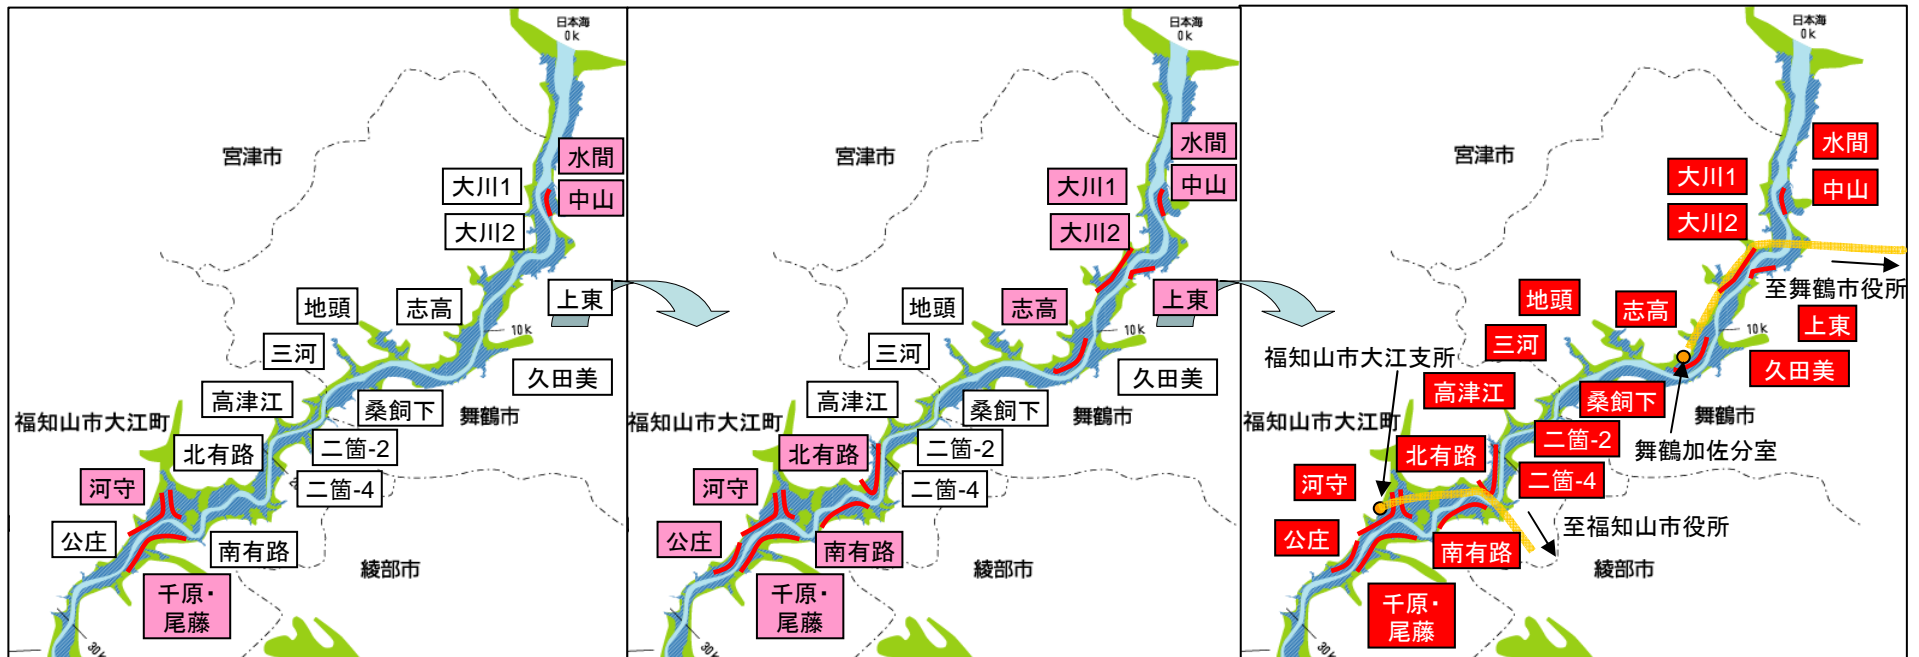 日本海
0k
宮津市
水間
大川1
中山
大川2
上東
地頭
志高
10k
三河
久田美
高津江
桑飼下
舞鶴市
福知山市大江町
北有路
二箇-2
河守
二箇-4
公庄
南有路
綾部市
千原・
尾藤
30k
日本海
0k
宮津市
水間
大川1
中山
大川2
上東
地頭
志高
10k
三河
久田美
高津江
桑飼下
舞鶴市
福知山市大江町
北有路
二箇-2
河守
二箇-4
公庄
南有路
綾部市
千原・
尾藤
30k
日本海
0k
宮津市
水間
大川1
中山
大川2
至舞鶴市役所
地頭
志高
上東
10k
三河
福知山市大江支所
久田美
高津江
桑飼下
舞鶴市
福知山市大江町
二箇-2
舞鶴加佐分室
北有路
二箇-4
河守
至福知山市役所
公庄
南有路
綾部市
千原・
尾藤
30k